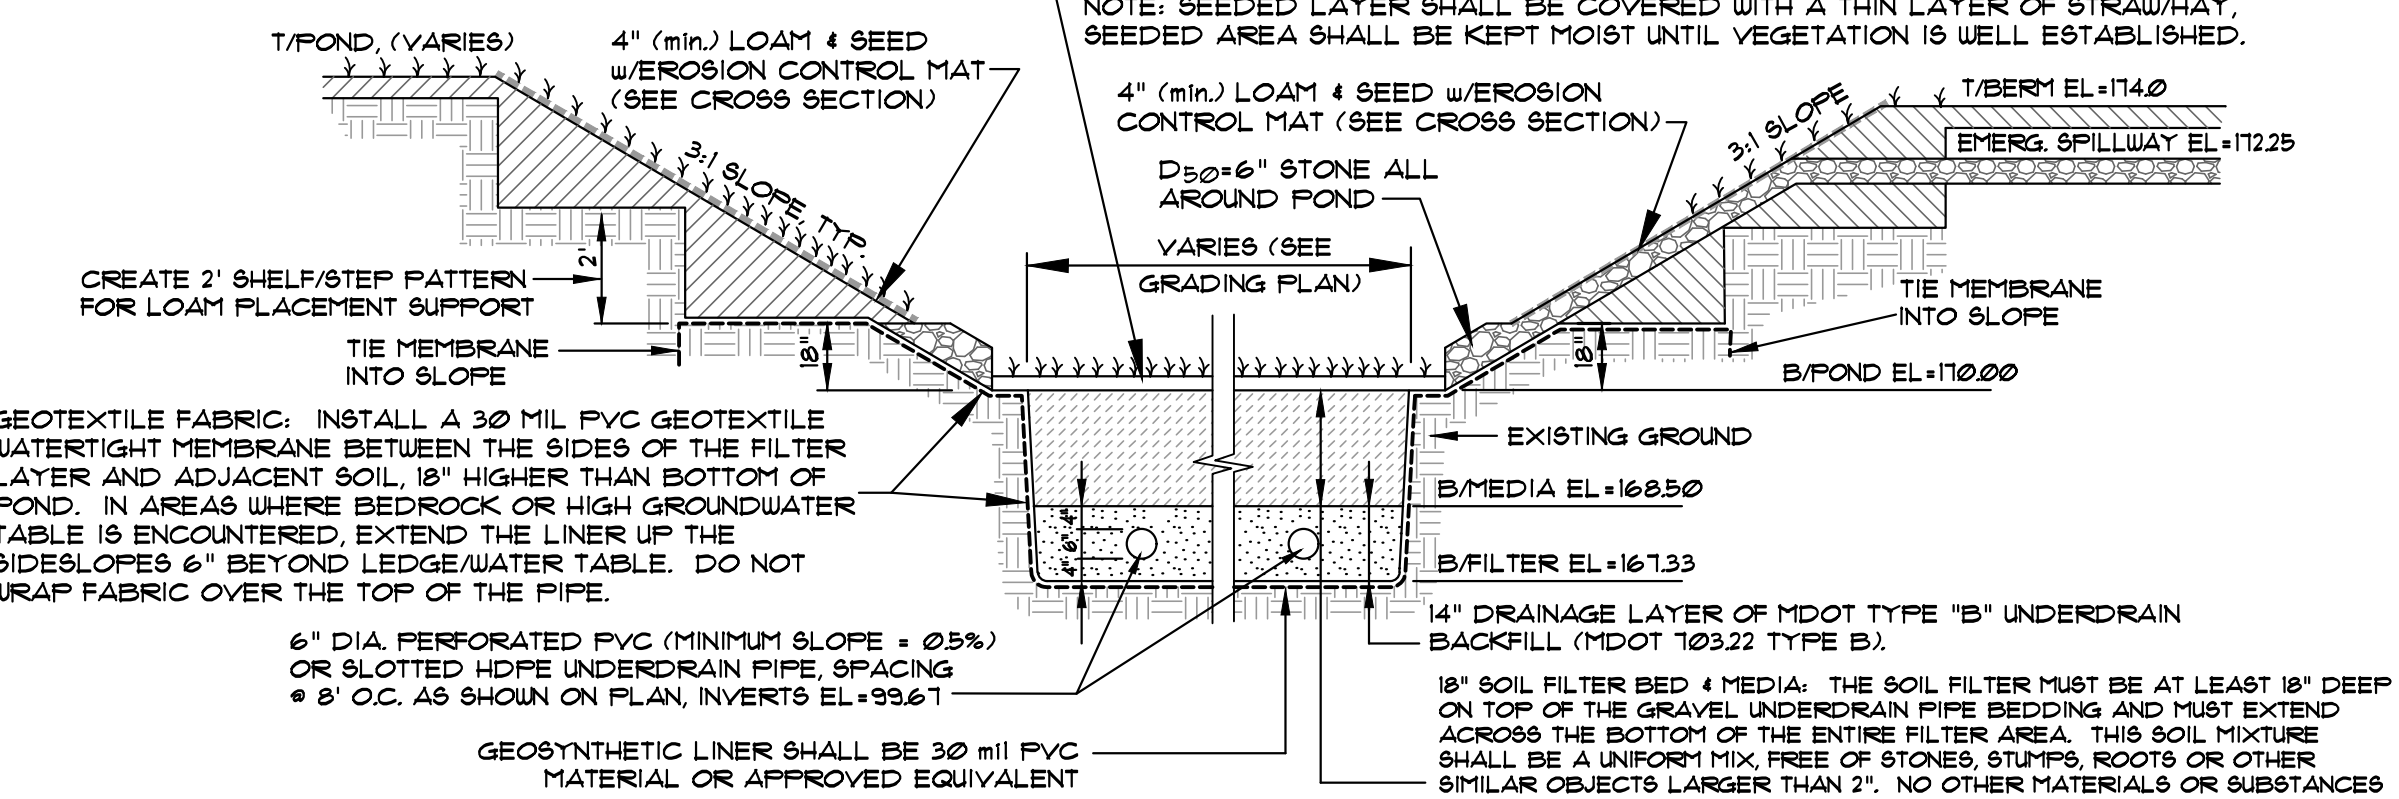 NOTE: SEEDED LAYER SHALL BE COVERED WITH A THIN LAYER OF STRAW/HAY,
SEEDED AREA SHALL BE KEPT MOIST UNTIL VEGETATION IS WELL ESTABLISHED.
T/POND, (VARIES)
4" (min.) LOAM & SEED
w/EROSION CONTROL MAT
(SEE CROSS SECTION)
4" (min.) LOAM & SEED w/EROSION
CONTROL MAT (SEE CROSS SECTION)
3:1 SLOPE
T/BERM EL=174.0
EMERG. SPILLWAY EL=172.25
3:1 SLOPE, TYP.
D50=6" STONE ALL
AROUND POND
VARIES (SEE
GRADING PLAN)
2'
CREATE 2' SHELF/STEP PATTERN
FOR LOAM PLACEMENT SUPPORT
TIE MEMBRANE
INTO SLOPE
18"
18"
TIE MEMBRANE
INTO SLOPE
B/POND EL=170.00
GEOTEXTILE FABRIC: INSTALL A 30 MIL PVC GEOTEXTILE
WATERTIGHT MEMBRANE BETWEEN THE SIDES OF THE FILTER
LAYER AND ADJACENT SOIL, 18" HIGHER THAN BOTTOM OF
POND. IN AREAS WHERE BEDROCK OR HIGH GROUNDWATER
TABLE IS ENCOUNTERED, EXTEND THE LINER UP THE
SIDESLOPES 6" BEYOND LEDGE/WATER TABLE. DO NOT
WRAP FABRIC OVER THE TOP OF THE PIPE.
EXISTING GROUND
B/MEDIA EL=168.50
4"
6"
4"
B/FILTER EL=167.33
14" DRAINAGE LAYER OF MDOT TYPE "B" UNDERDRAIN
BACKFILL (MDOT 703.22 TYPE B).
6" DIA. PERFORATED PVC (MINIMUM SLOPE = 0.5%)
OR SLOTTED HDPE UNDERDRAIN PIPE, SPACING
@ 8' O.C. AS SHOWN ON PLAN, INVERTS EL=99.67
GEOSYNTHETIC LINER SHALL BE 30 mil PVC
MATERIAL OR APPROVED EQUIVALENT
18" SOIL FILTER BED & MEDIA: THE SOIL FILTER MUST BE AT LEAST 18" DEEP
ON TOP OF THE GRAVEL UNDERDRAIN PIPE BEDDING AND MUST EXTEND
ACROSS THE BOTTOM OF THE ENTIRE FILTER AREA. THIS SOIL MIXTURE
SHALL BE A UNIFORM MIX, FREE OF STONES, STUMPS, ROOTS OR OTHER
SIMILAR OBJECTS LARGER THAN 2". NO OTHER MATERIALS OR SUBSTANCES